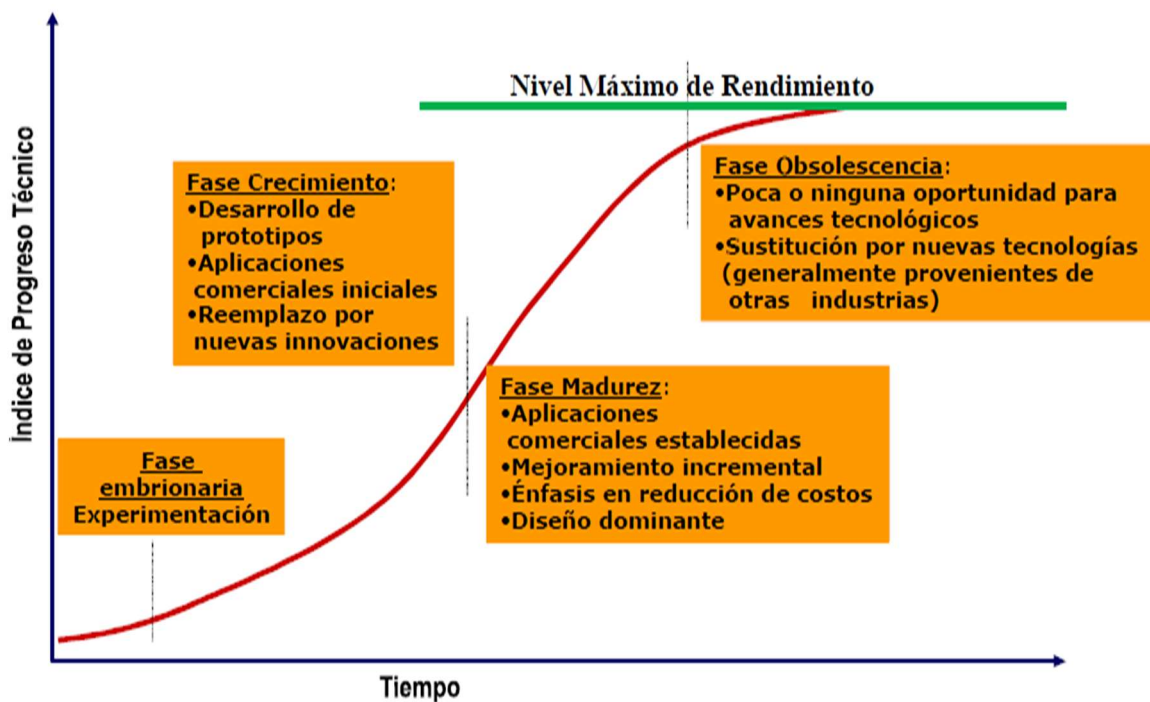 Nivel Máximo de Rendimiento
Índice de Progreso Técnico
Fase Crecimiento:
•Desarrollo de
prototipos
•Aplicaciones
comerciales iniciales
•Reemplazo por
nuevas innovaciones
Fase Obsolescencia:
•Poca o ninguna oportunidad para
avances tecnológicos
•Sustitución por nuevas tecnologías
(generalmente provenientes de
otras industrias)
Fase Madurez:
•Aplicaciones
comerciales establecidas
•Mejoramiento incremental
•Énfasis en reducción de costos
•Diseño dominante
Fase
embrionaria
Experimentación
Tiempo